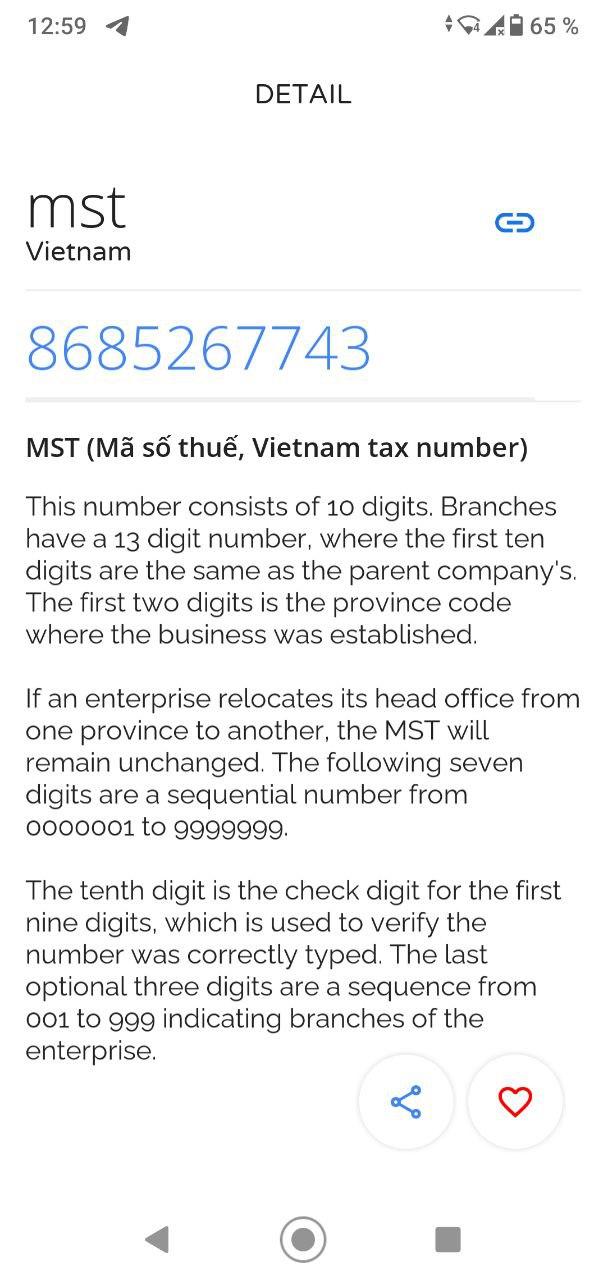 12:59
4
65 %
DETAIL
mst
Vietnam
8685267743
MST (Mã số thuế, Vietnam tax number)
This number consists of 10 digits. Branches
have a 13 digit number, where the first ten
digits are the same as the parent company's.
The first two digits is the province code
where the business was established.
If an enterprise relocates its head office from
one province to another, the MST will
remain unchanged. The following seven
digits are a sequential number from
0000001 to 9999999.
The tenth digit is the check digit for the first
nine digits, which is used to verify the
number was correctly typed. The last
optional three digits are a sequence from
001 to 999 indicating branches of the
enterprise.